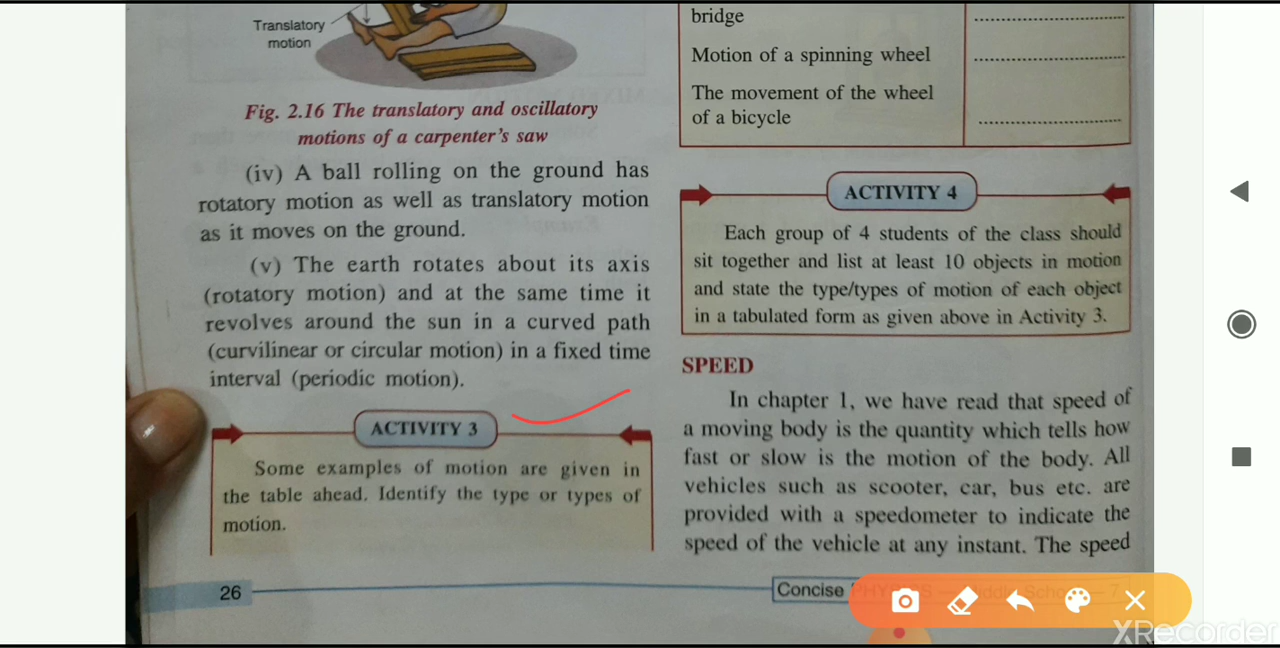 Translatory
motion
Fig. 2.16 The translatory and oscillatory
motions of a carpenter's saw
(iv) A ball rolling on the ground has
rotatory motion as well as translatory motion
as it moves on the ground.
(v) The earth rotates about its axis
(rotatory motion) and at the same time it
revolves around the sun in a curved path
(curvilinear or circular motion) in a fixed time
interval (periodic motion).
ACTIVITY 3
Some examples of motion are given in
the table ahead. Identify the type or types of
motion.
26
bridge ..............................
Motion of a spinning wheel ..............................
The movement of the wheel
of a bicycle ..............................
ACTIVITY 4
Each group of 4 students of the class should
sit together and list at least 10 objects in motion
and state the type/types of motion of each object
in a tabulated form as given above in Activity 3.
SPEED
In chapter 1, we have read that speed of
a moving body is the quantity which tells how
fast or slow is the motion of the body. All
vehicles such as scooter, car, bus etc. are
provided with a speedometer to indicate the
speed of the vehicle at any instant. The speed
Concise PHYSICS — Middle School — 7
XRecorder